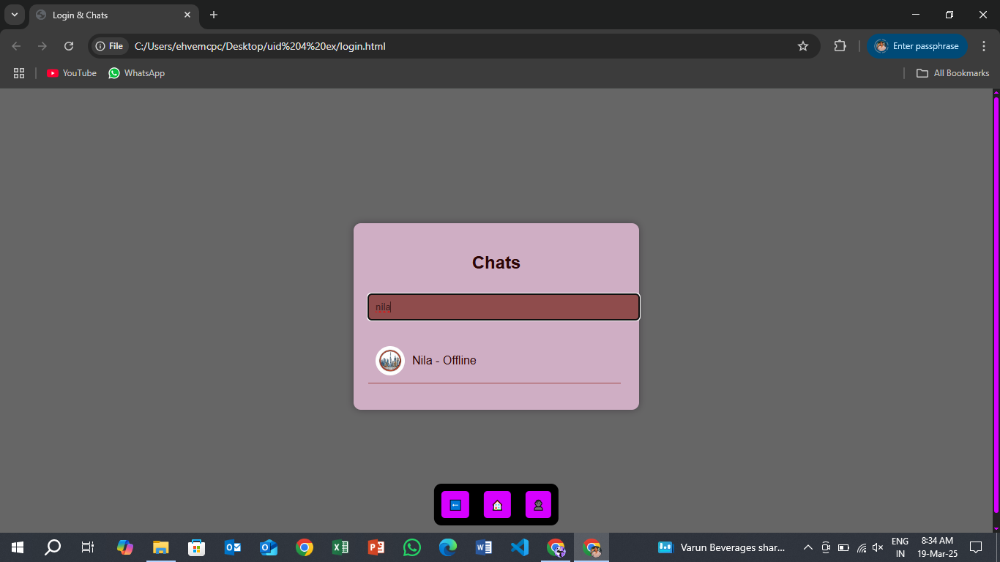 Login & Chats
File
C:/Users/ehvemcpc/Desktop/uid%204%20ex/login.html
Enter passphrase
YouTube
WhatsApp
All Bookmarks
Chats
nila
Nila - Offline
Varun Beverages shar...
ENG
IN
8:34 AM
19-Mar-25